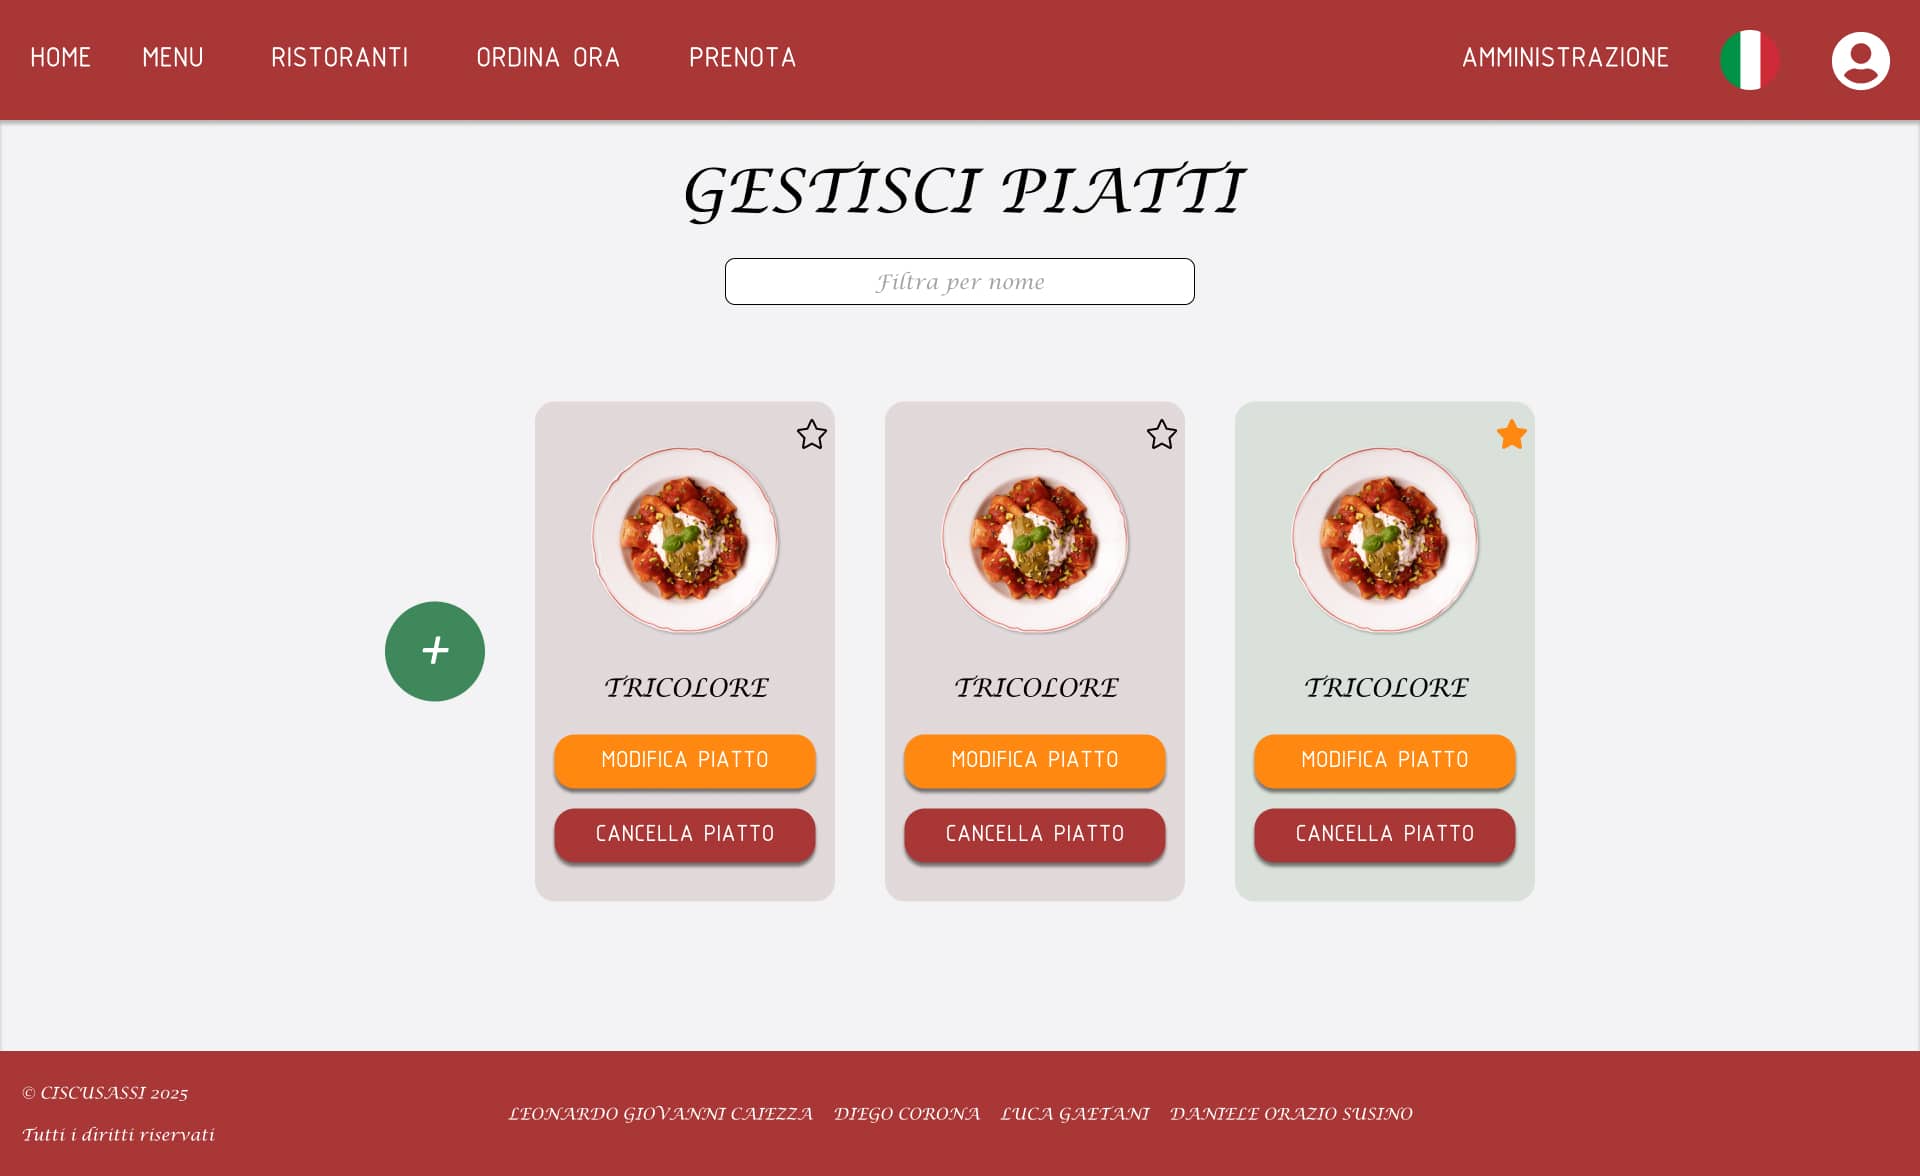 HOME MENU RISTORANTI ORDINA ORA PRENOTA AMMINISTRAZIONE
GESTISCI PIATTI
Filtra per nome
+
TRICOLORE TRICOLORE TRICOLORE
MODIFICA PIATTO MODIFICA PIATTO MODIFICA PIATTO
CANCELLA PIATTO CANCELLA PIATTO CANCELLA PIATTO
© CISCUSASSI 2025
LEONARDO GIOVANNI CAIEZZA DIEGO CORONA LUCA GAETANI DANIELE ORAZIO SUSINO
Tutti i diritti riservati